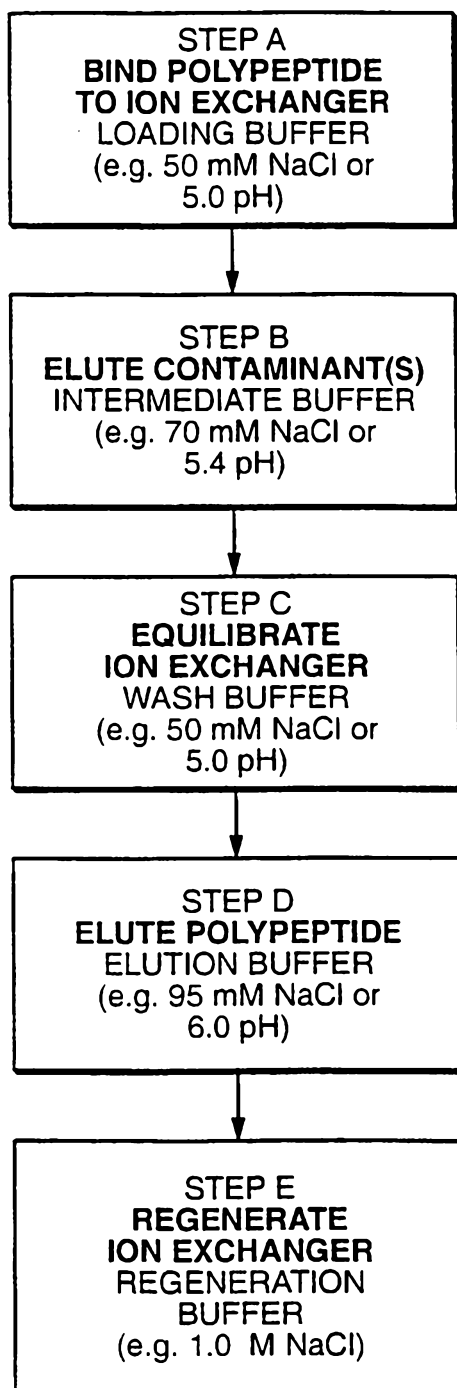 STEP A
BIND POLYPEPTIDE
TO ION EXCHANGER
LOADING BUFFER
(e.g. 50 mM NaCl or
5.0 pH)
STEP B
ELUTE CONTAMINANT(S)
INTERMEDIATE BUFFER
(e.g. 70 mM NaCl or
5.4 pH)
STEP C
EQUILIBRATE
ION EXCHANGER
WASH BUFFER
(e.g. 50 mM NaCl or
5.0 pH)
STEP D
ELUTE POLYPEPTIDE
ELUTION BUFFER
(e.g. 95 mM NaCl or
6.0 pH)
STEP E
REGENERATE
ION EXCHANGER
REGENERATION
BUFFER
(e.g. 1.0 M NaCl)